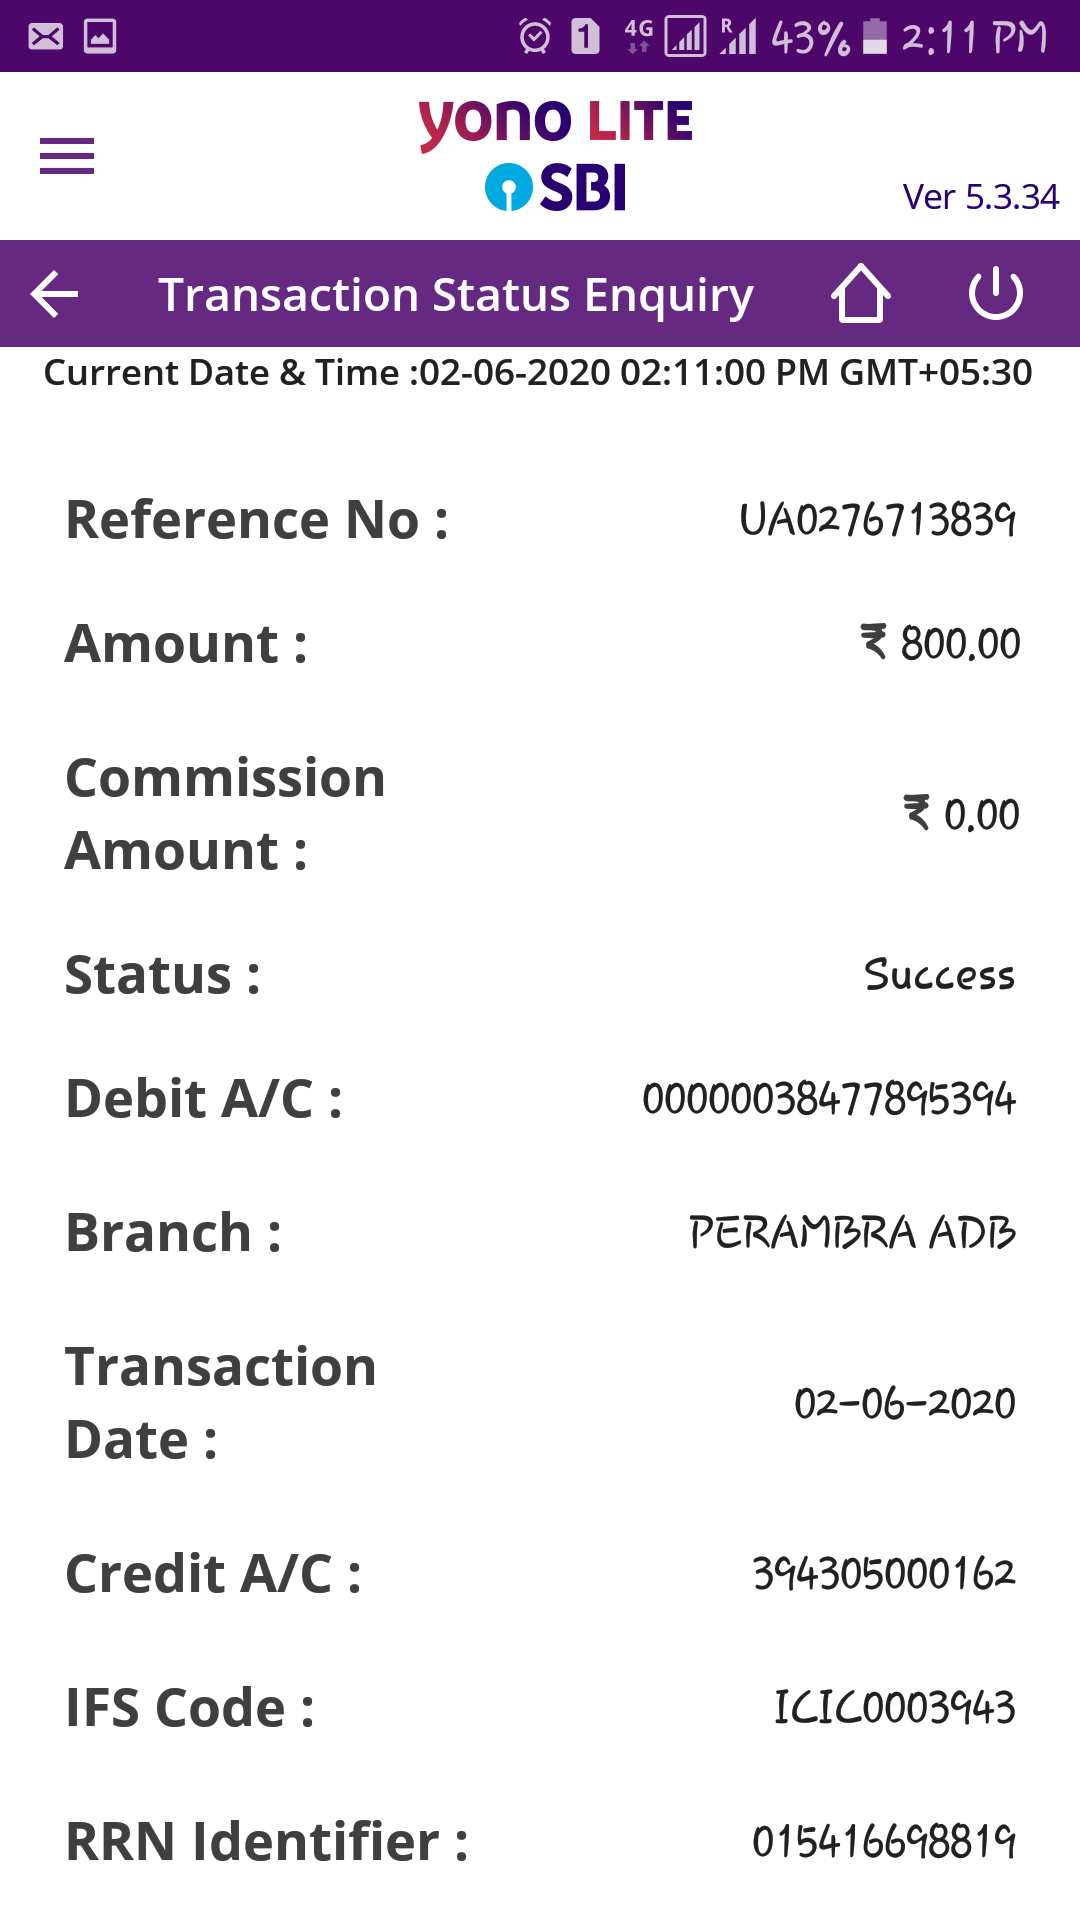 1 4G R 43% 2:11 PM
yono LITE
SBI
Ver 5.3.34
Transaction Status Enquiry
Current Date & Time :02-06-2020 02:11:00 PM GMT+05:30
Reference No : UA0276713839
Amount : ₹ 800.00
Commission
Amount : ₹ 0.00
Status : Success
Debit A/C : 00000038477895394
Branch : PERAMBRA ADB
Transaction
Date : 02-06-2020
Credit A/C : 394305000162
IFS Code : ICIC0003943
RRN Identifier : 015416698819